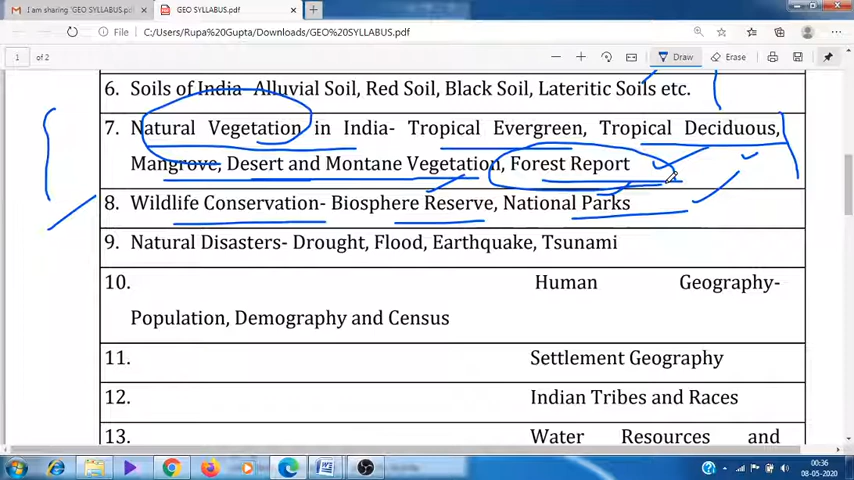 I am sharing 'GEO SYLLABUS.pdf'
GEO SYLLABUS.pdf
File
C:/Users/Rupa%20Gupta/Downloads/GEO%20SYLLABUS.pdf
1 of 2
Draw
Erase
6. Soils of India- Alluvial Soil, Red Soil, Black Soil, Lateritic Soils etc.
7. Natural Vegetation in India- Tropical Evergreen, Tropical Deciduous,
Mangrove, Desert and Montane Vegetation, Forest Report
8. Wildlife Conservation- Biosphere Reserve, National Parks
9. Natural Disasters- Drought, Flood, Earthquake, Tsunami
10. Human Geography-
Population, Demography and Census
11. Settlement Geography
12. Indian Tribes and Races
13. Water Resources and
00:36
08-05-2020